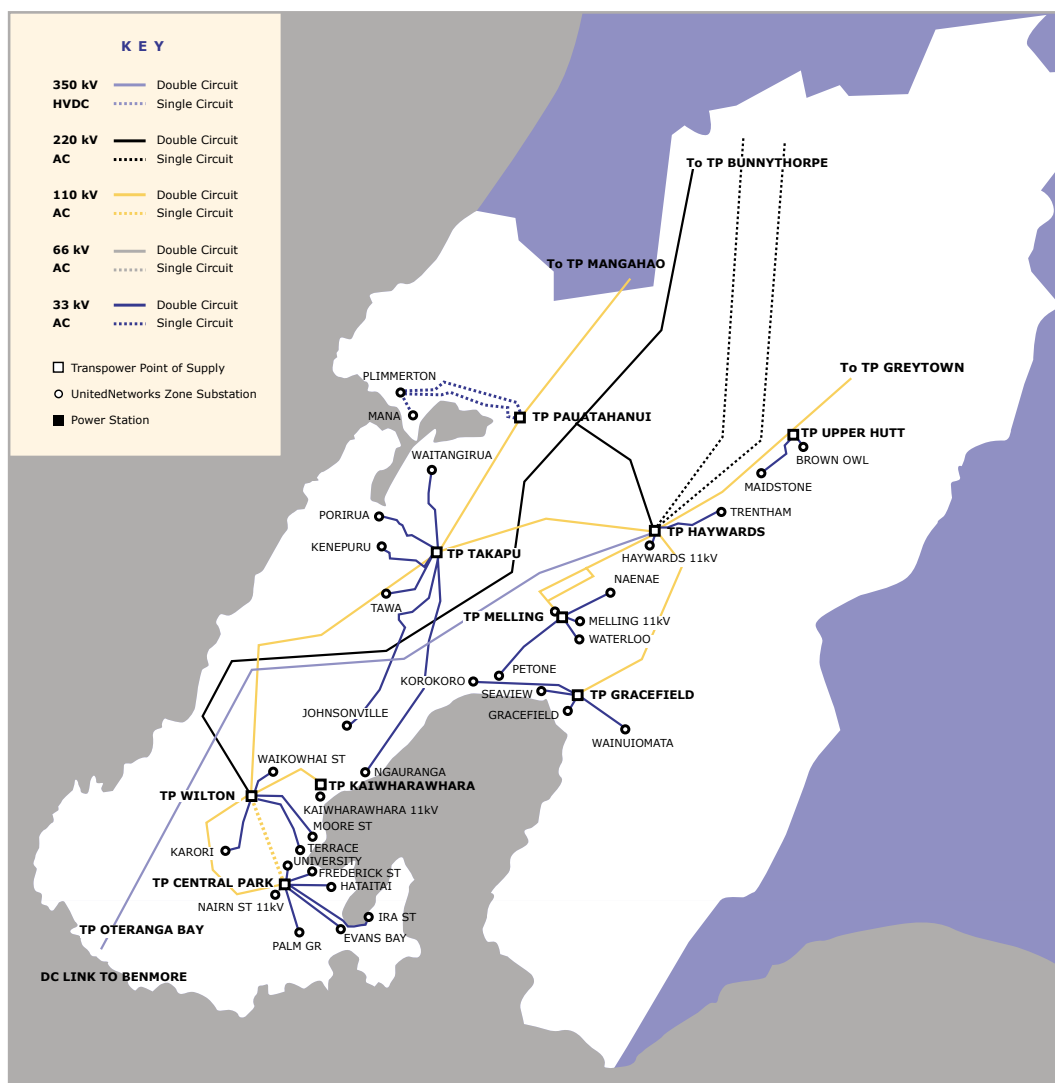 K E Y
350 kV Double Circuit
HVDC Single Circuit
220 kV Double Circuit
AC Single Circuit
110 kV Double Circuit
AC Single Circuit
66 kV Double Circuit
AC Single Circuit
33 kV Double Circuit
AC Single Circuit
Transpower Point of Supply
UnitedNetworks Zone Substation
Power Station
To TP BUNNYTHORPE
To TP MANGAHAO
To TP GREYTOWN
PLIMMERTON
MANA
TP PAUATAHANUI
TP UPPER HUTT
BROWN OWL
MAIDSTONE
WAITANGIRUA
PORIRUA
TRENTHAM
KENEPURU
TP HAYWARDS
TP TAKAPU
HAYWARDS 11kV
NAENAE
TAWA
TP MELLING
MELLING 11kV
WATERLOO
PETONE
KOROKORO
SEAVIEW
TP GRACEFIELD
GRACEFIELD
JOHNSONVILLE
WAINUIOMATA
WAIKOWHAI ST
NGAURANGA
TP KAIWHARAWHARA
TP WILTON
KAIWHARAWHARA 11kV
MOORE ST
KARORI
TERRACE
UNIVERSITY
FREDERICK ST
TP CENTRAL PARK
HATAITAI
NAIRN ST 11kV
IRA ST
TP OTERANGA BAY
EVANS BAY
PALM GR
DC LINK TO BENMORE